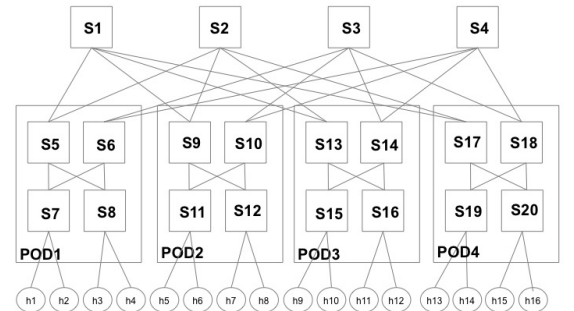 S1 S2 S3 S4
S5 S6 S9 S10 S13 S14 S17 S18
S7 S8 S11 S12 S15 S16 S19 S20
POD1 POD2 POD3 POD4
h1 h2 h3 h4 h5 h6 h7 h8 h9 h10 h11 h12 h13 h14 h15 h16